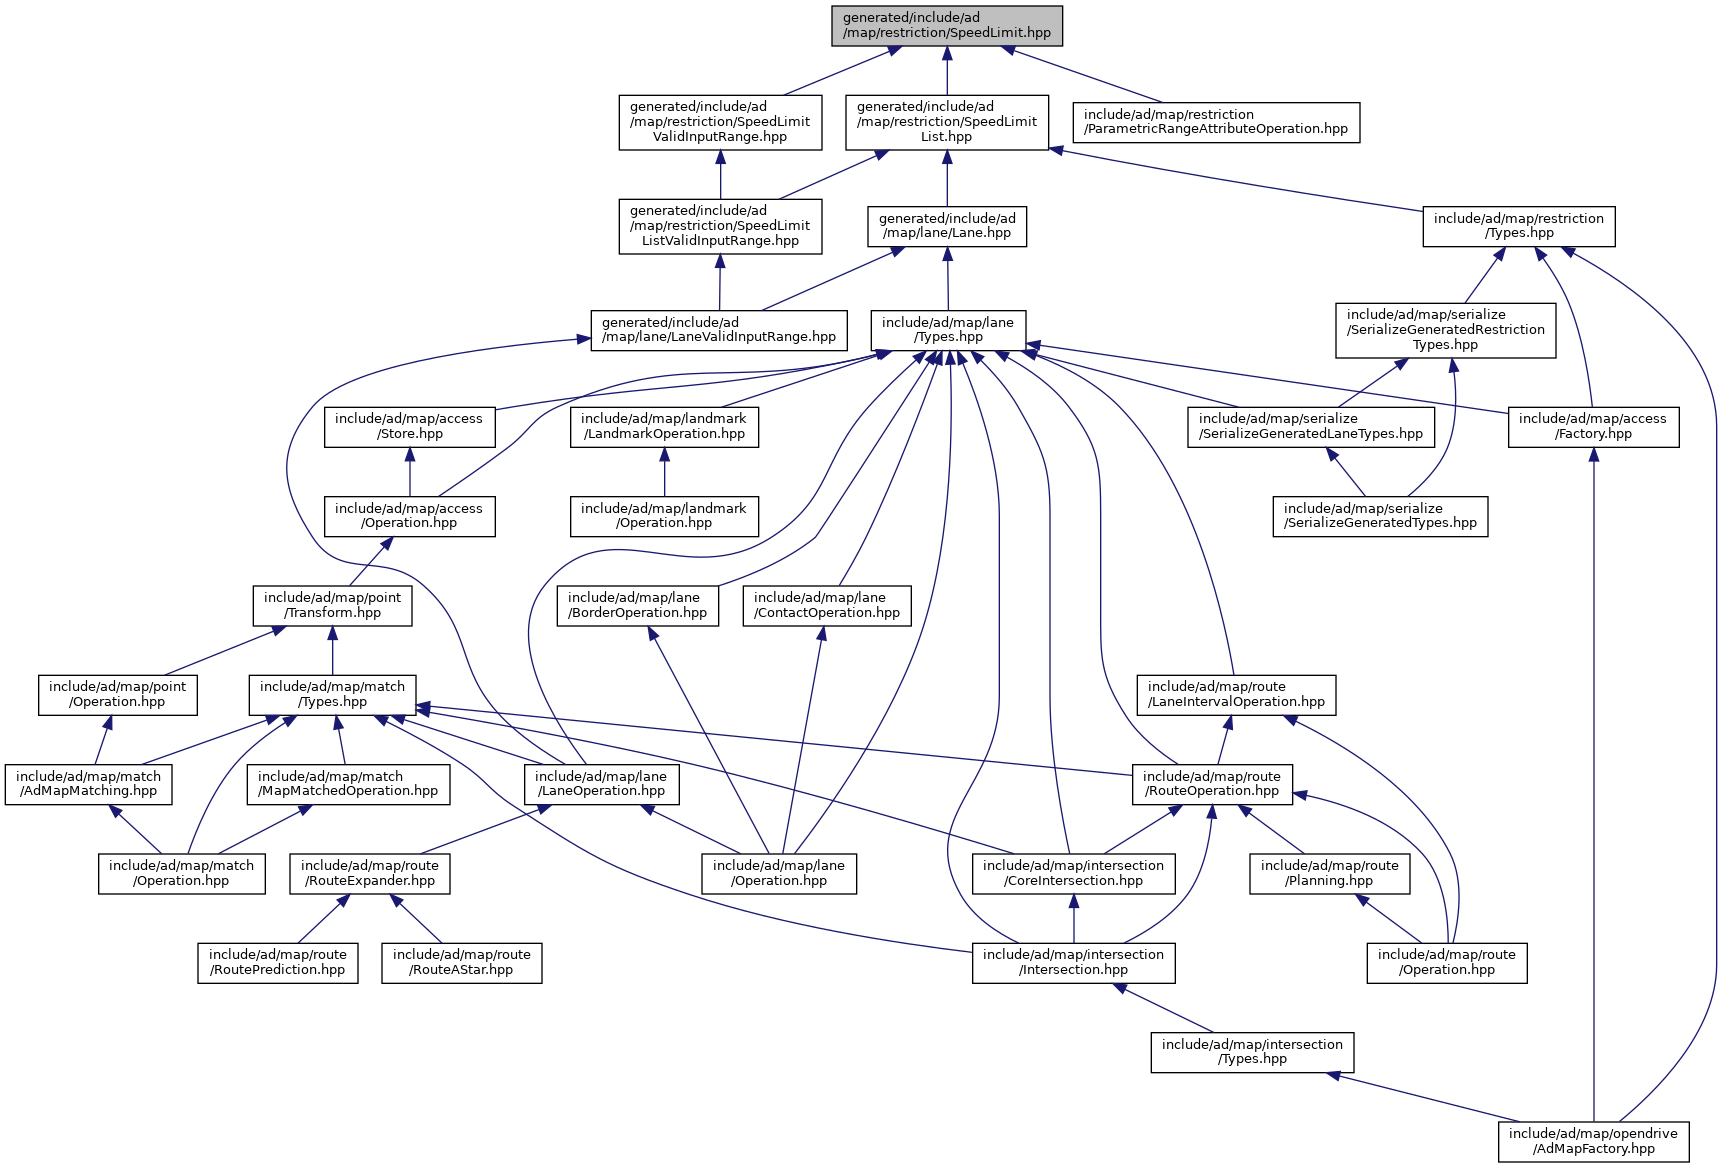 generated/include/ad
/map/restriction/SpeedLimit.hpp
generated/include/ad
/map/restriction/SpeedLimit
ValidInputRange.hpp
generated/include/ad
/map/restriction/SpeedLimit
List.hpp
include/ad/map/restriction
/ParametricRangeAttributeOperation.hpp
generated/include/ad
/map/restriction/SpeedLimit
ListValidInputRange.hpp
generated/include/ad
/map/lane/Lane.hpp
include/ad/map/restriction
/Types.hpp
generated/include/ad
/map/lane/LaneValidInputRange.hpp
include/ad/map/lane
/Types.hpp
include/ad/map/serialize
/SerializeGeneratedRestriction
Types.hpp
include/ad/map/access
/Store.hpp
include/ad/map/landmark
/LandmarkOperation.hpp
include/ad/map/serialize
/SerializeGeneratedLaneTypes.hpp
include/ad/map/access
/Factory.hpp
include/ad/map/access
/Operation.hpp
include/ad/map/landmark
/Operation.hpp
include/ad/map/serialize
/SerializeGeneratedTypes.hpp
include/ad/map/point
/Transform.hpp
include/ad/map/lane
/BorderOperation.hpp
include/ad/map/lane
/ContactOperation.hpp
include/ad/map/point
/Operation.hpp
include/ad/map/match
/Types.hpp
include/ad/map/route
/LaneIntervalOperation.hpp
include/ad/map/match
/AdMapMatching.hpp
include/ad/map/match
/MapMatchedOperation.hpp
include/ad/map/lane
/LaneOperation.hpp
include/ad/map/route
/RouteOperation.hpp
include/ad/map/match
/Operation.hpp
include/ad/map/route
/RouteExpander.hpp
include/ad/map/lane
/Operation.hpp
include/ad/map/intersection
/CoreIntersection.hpp
include/ad/map/route
/Planning.hpp
include/ad/map/route
/RoutePrediction.hpp
include/ad/map/route
/RouteAStar.hpp
include/ad/map/intersection
/Intersection.hpp
include/ad/map/route
/Operation.hpp
include/ad/map/intersection
/Types.hpp
include/ad/map/opendrive
/AdMapFactory.hpp